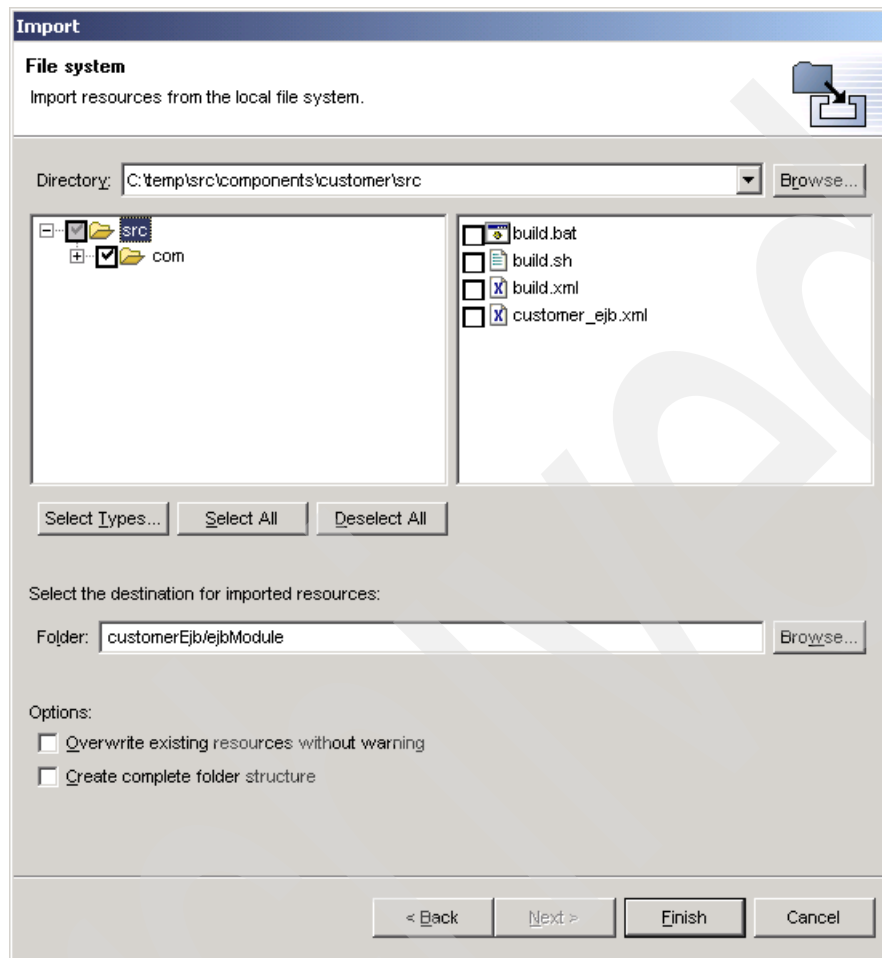 Import
File system
Import resources from the local file system.
Directory: C:\temp\src\components\customer\src Browse...
src
com
build.bat
build.sh
build.xml
customer_ejb.xml
Select Types... Select All Deselect All
Select the destination for imported resources:
Folder: customerEjb/ejbModule Browse...
Options:
Overwrite existing resources without warning
Create complete folder structure
< Back Next > Finish Cancel